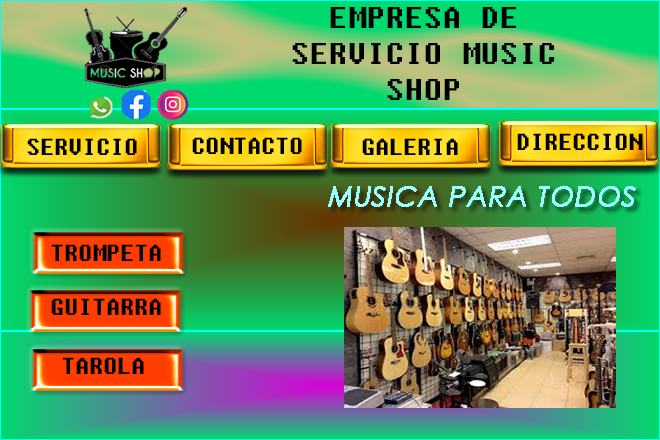 EMPRESA DE
SERVICIO MUSIC
SHOP
MUSIC SHOP
SERVICIO
CONTACTO
GALERIA
DIRECCION
MUSICA PARA TODOS
TROMPETA
GUITARRA
TAROLA